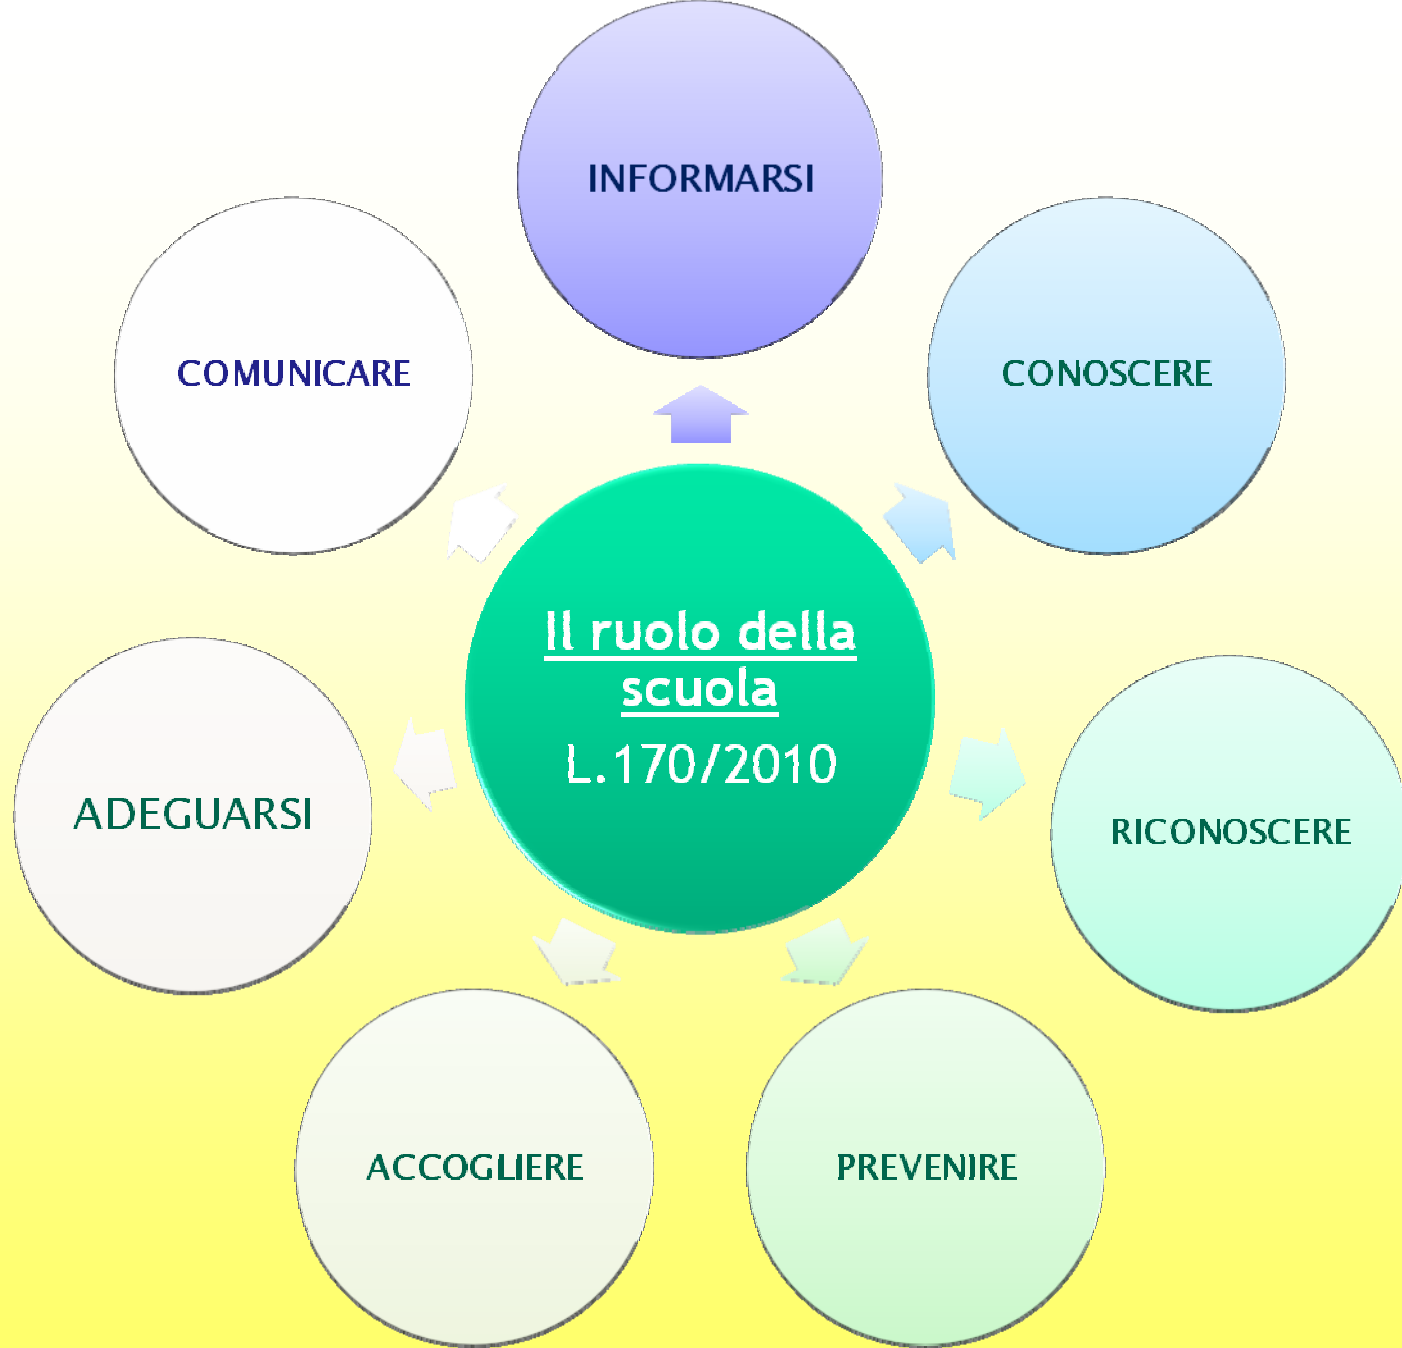 INFORMARSI
COMUNICARE
CONOSCERE
Il ruolo della
scuola
L.170/2010
ADEGUARSI
RICONOSCERE
ACCOGLIERE
PREVENIRE